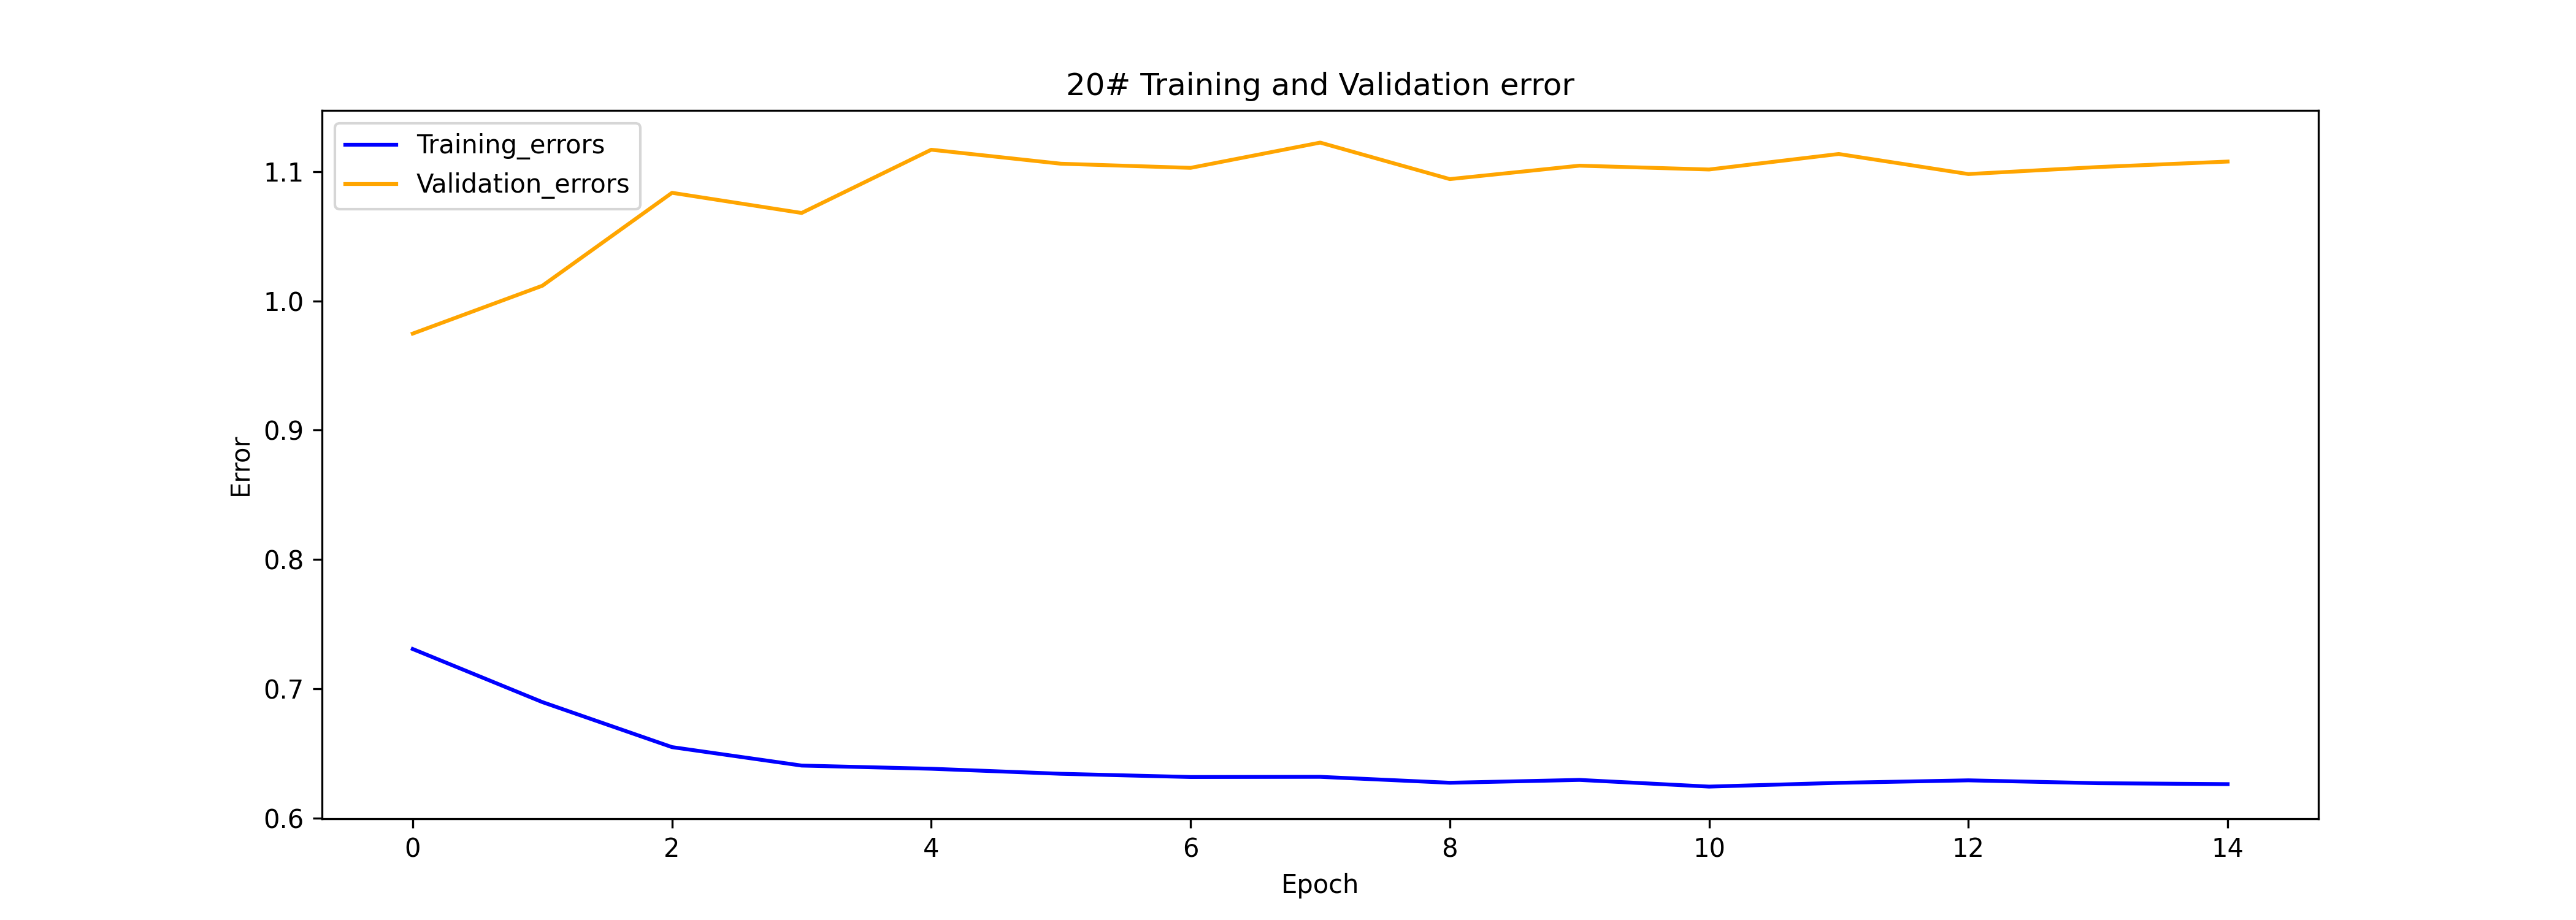 20# Training and Validation error
Training_errors
Validation_errors
1.1
1.0
0.9
0.8
0.7
0.6
Error
0 2 4 6 8 10 12 14
Epoch